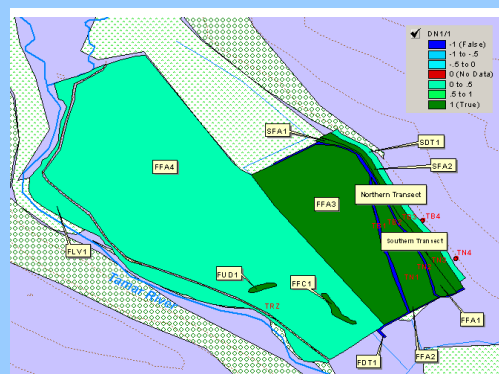 DN1/1
-1 (False)
-1 to -.5
-.5 to 0
0 (No Data)
0 to .5
.5 to 1
1 (True)
SFA1
SDT1
SFA2
FFA4
Northern Transect
FFA3
TB4
Southern Transect
FLV1
TN4
FUD1
FFC1
Tamar River
TRZ
FFA1
FFA2
FDT1